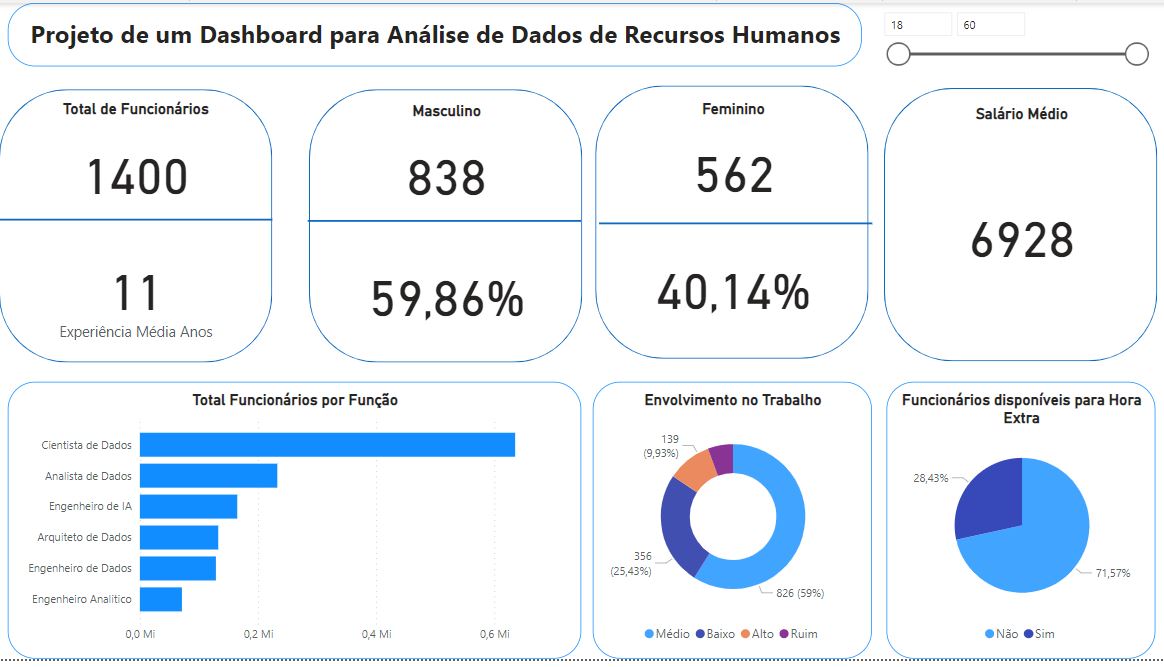 Projeto de um Dashboard para Análise de Dados de Recursos Humanos
18
60
Total de Funcionários
1400
11
Experiência Média Anos
Masculino
838
59,86%
Feminino
562
40,14%
Salário Médio
6928
Total Funcionários por Função
Cientista de Dados
Analista de Dados
Engenheiro de IA
Arquiteto de Dados
Engenheiro de Dados
Engenheiro Analítico
0,0 Mi
0,2 Mi
0,4 Mi
0,6 Mi
Envolvimento no Trabalho
139
(9,93%)
356
(25,43%)
826 (59%)
Médio
Baixo
Alto
Ruim
Funcionários disponíveis para Hora
Extra
28,43%
71,57%
Não
Sim